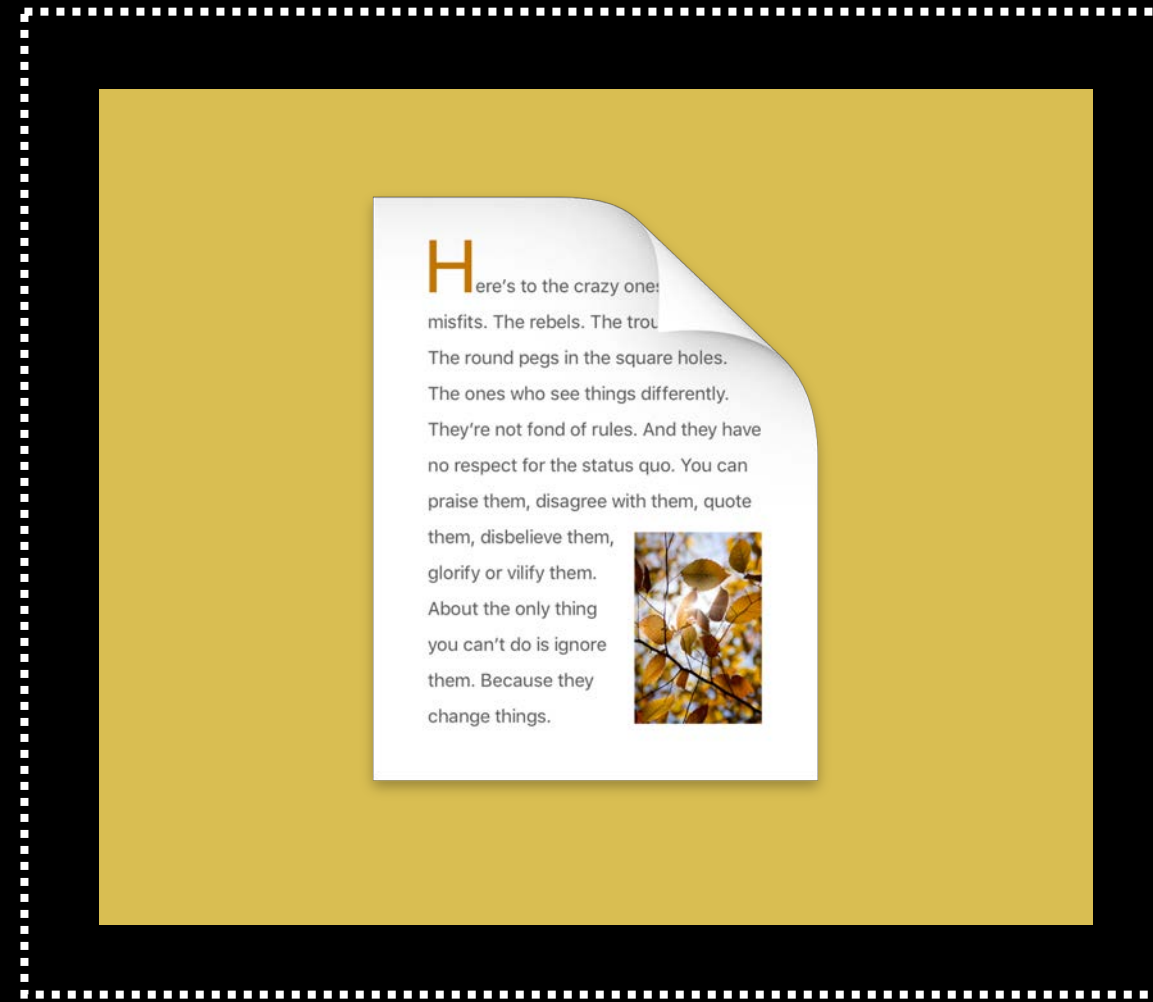 Here’s to the crazy
misfits. The rebels. The
The round pegs in the square holes.
The ones who see things differently.
They’re not fond of rules. And they have
no respect for the status quo. You can
praise them, disagree with them, quote
them, disbelieve them,
glorify or vilify them.
About the only thing
you can’t do is ignore
them. Because they
change things.